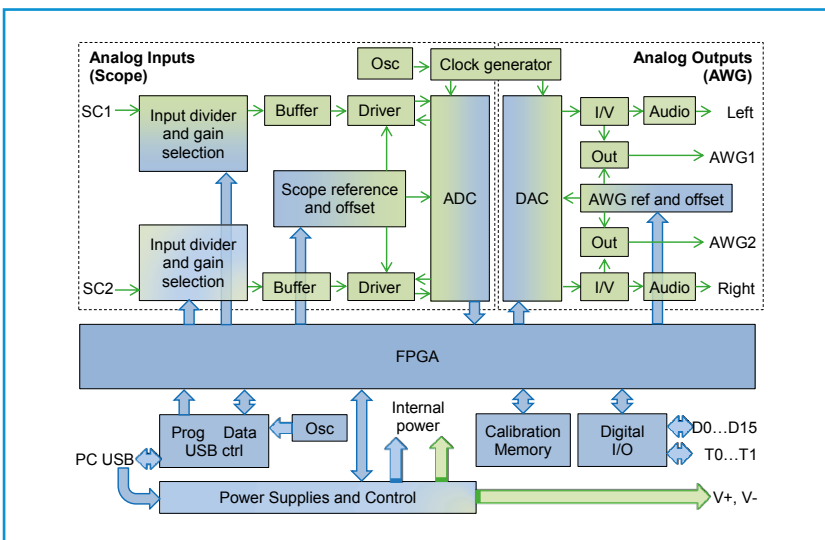 Analog Inputs
(Scope)
Osc
Clock generator
Analog Outputs
(AWG)
SC1
Input divider
and gain
selection
Buffer
Driver
ADC
DAC
I/V
Audio
Left
Out
AWG1
Scope reference
and offset
AWG ref and offset
Input divider
and gain
selection
Out
AWG2
SC2
Buffer
Driver
I/V
Audio
Right
FPGA
Prog Data
USB ctrl
Osc
Internal
power
Calibration
Memory
Digital
I/O
D0…D15
T0…T1
PC USB
Power Supplies and Control
V+, V-